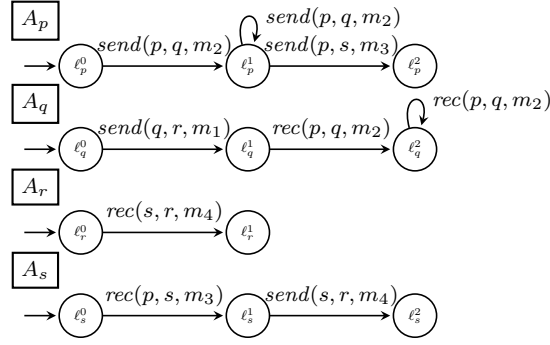 A_p
send(p, q, m_2)
ℓ_p^0 send(p, q, m_2) ℓ_p^1 send(p, s, m_3) ℓ_p^2
A_q
rec(p, q, m_2)
ℓ_q^0 send(q, r, m_1) ℓ_q^1 rec(p, q, m_2) ℓ_q^2
A_r
ℓ_r^0 rec(s, r, m_4) ℓ_r^1
A_s
ℓ_s^0 rec(p, s, m_3) ℓ_s^1 send(s, r, m_4) ℓ_s^2